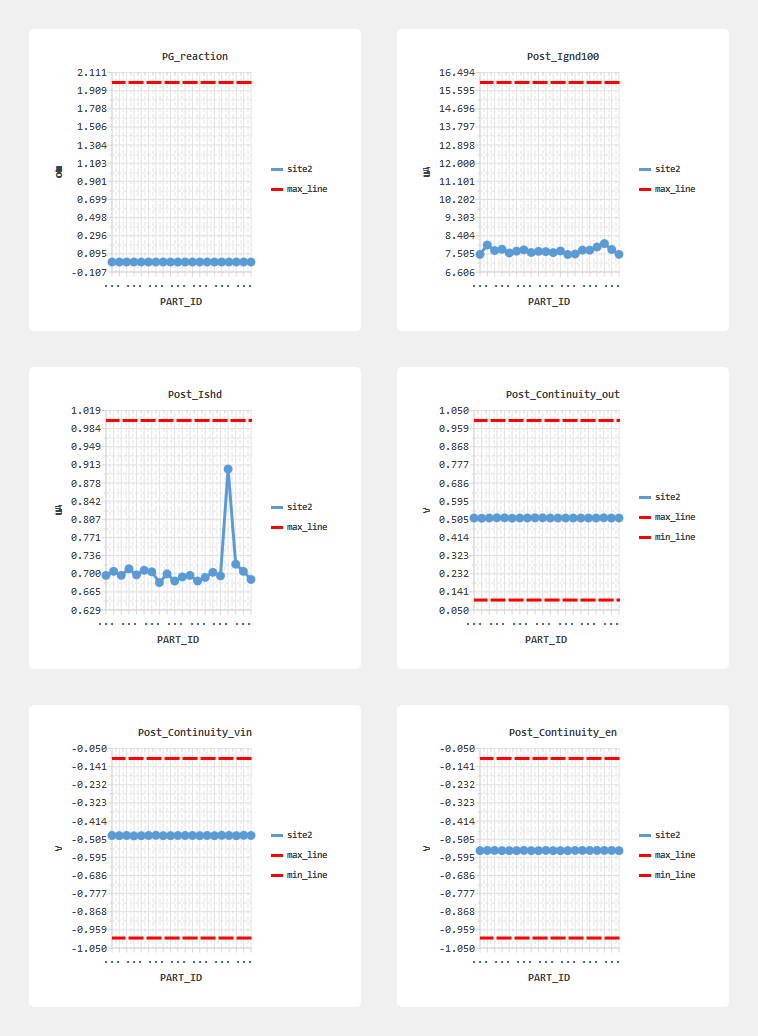 PG_reaction
2.111
1.909
1.708
1.506
1.304
1.103
0.901
0.699
0.498
0.296
0.095
-0.107
site2
max_line
PART_ID
Post_Ignd100
16.494
15.595
14.696
13.797
12.898
12.000
11.101
10.202
9.303
8.404
7.505
6.606
site2
max_line
PART_ID
Post_Ishd
1.019
0.984
0.949
0.913
0.878
0.842
0.807
0.771
0.736
0.700
0.665
0.629
site2
max_line
PART_ID
Post_Continuity_out
1.050
0.959
0.868
0.777
0.686
0.595
0.505
0.414
0.323
0.232
0.141
0.050
V
site2
max_line
min_line
PART_ID
Post_Continuity_vin
-0.050
-0.141
-0.232
-0.323
-0.414
-0.505
-0.595
-0.686
-0.777
-0.868
-0.959
-1.050
V
site2
max_line
min_line
PART_ID
Post_Continuity_en
-0.050
-0.141
-0.232
-0.323
-0.414
-0.505
-0.595
-0.686
-0.777
-0.868
-0.959
-1.050
V
site2
max_line
min_line
PART_ID